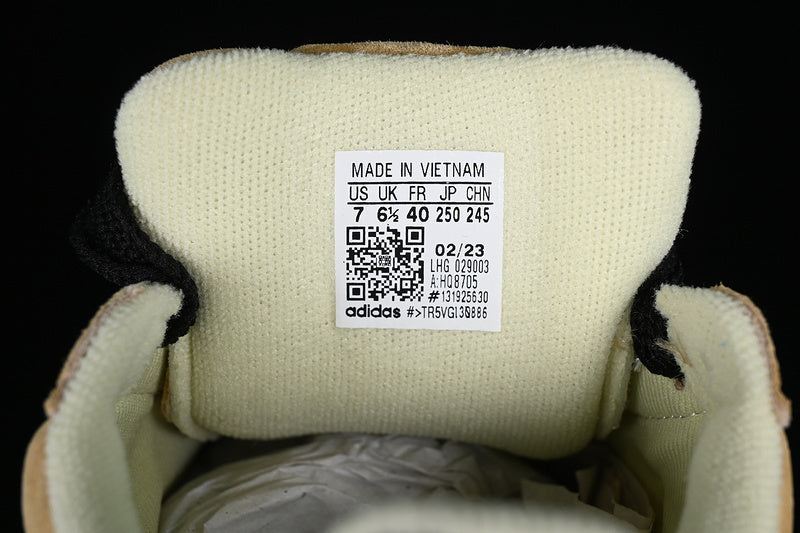 MADE IN VIETNAM
US UK FR JP CHN
7 6½ 40 250 245
02/23
LHG 029003
A:HQ8705
#131925630
adidas #>TR5VGI30886